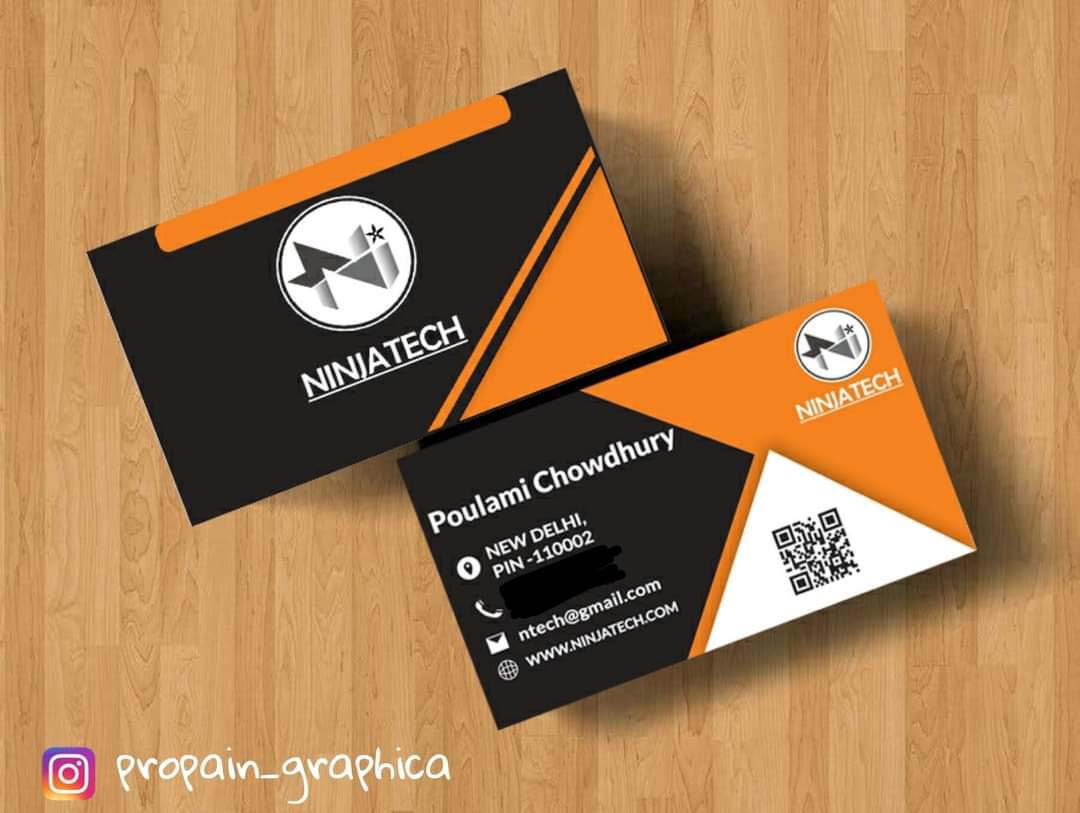 NINJATECH
NINJATECH
Poulami Chowdhury
NEW DELHI,
PIN -110002
ntech@gmail.com
WWW.NINJATECH.COM
propain_graphica